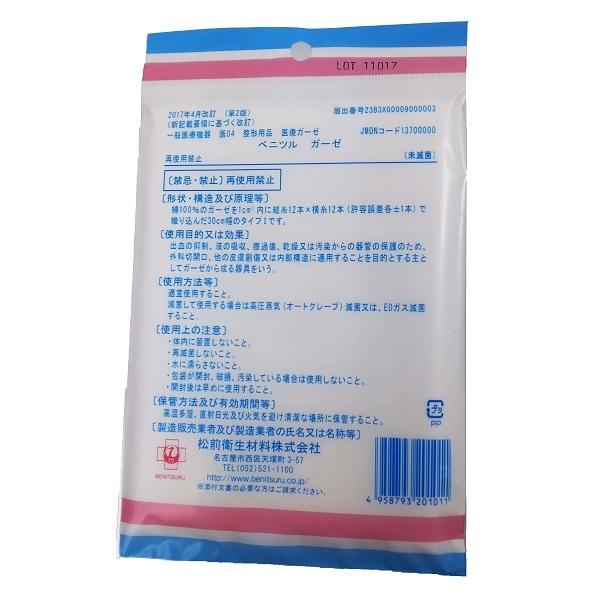 LOT 11017
2017年4月改訂 (第2版) 届出番号23B3X00009000003
(新記載要領に基づく改訂)
一般医療機器 医04 整形用品 医療ガーゼ JMDNコード13700000
ベニツル ガーゼ
再使用禁止 (未滅菌)
[禁忌・禁止] 再使用禁止
[形状・構造及び原理等]
綿100%のガーゼを1cm²内に縦糸12本×横糸12本(許容誤差各±1本)で
織り込んだ30cm幅のタイプⅠです。
[使用目的又は効果]
出血の抑制、液の吸収、擦過傷、乾燥又は汚染からの器管の保護のため、
外科切開口、他の皮膚創傷又は内部構造に適用することを目的とする主と
してガーゼから成る器具をいう。
[使用方法等]
適宜使用すること。
滅菌して使用する場合は高圧蒸気(オートクレーブ)滅菌又は、EOガス滅菌
すること。
[使用上の注意]
・体内に留置しないこと。
・再滅菌しないこと。
・水に濡らさないこと。
・包装が開封、破損、汚染している場合は使用しないこと。
・開封後は早めに使用すること。
[保管方法及び有効期間等]
高温多湿、直射日光及び火気を避け清潔な場所に保管すること。
[製造販売業者及び製造業者の氏名又は名称等]
松前衛生材料株式会社
名古屋市西区天塚町3-57
TEL(052)521-1100
http://www.benitsuru.co.jp/
※添付文書の必要な方はご請求ください。
BENITSURU
プラ
PP
4 958793 201011